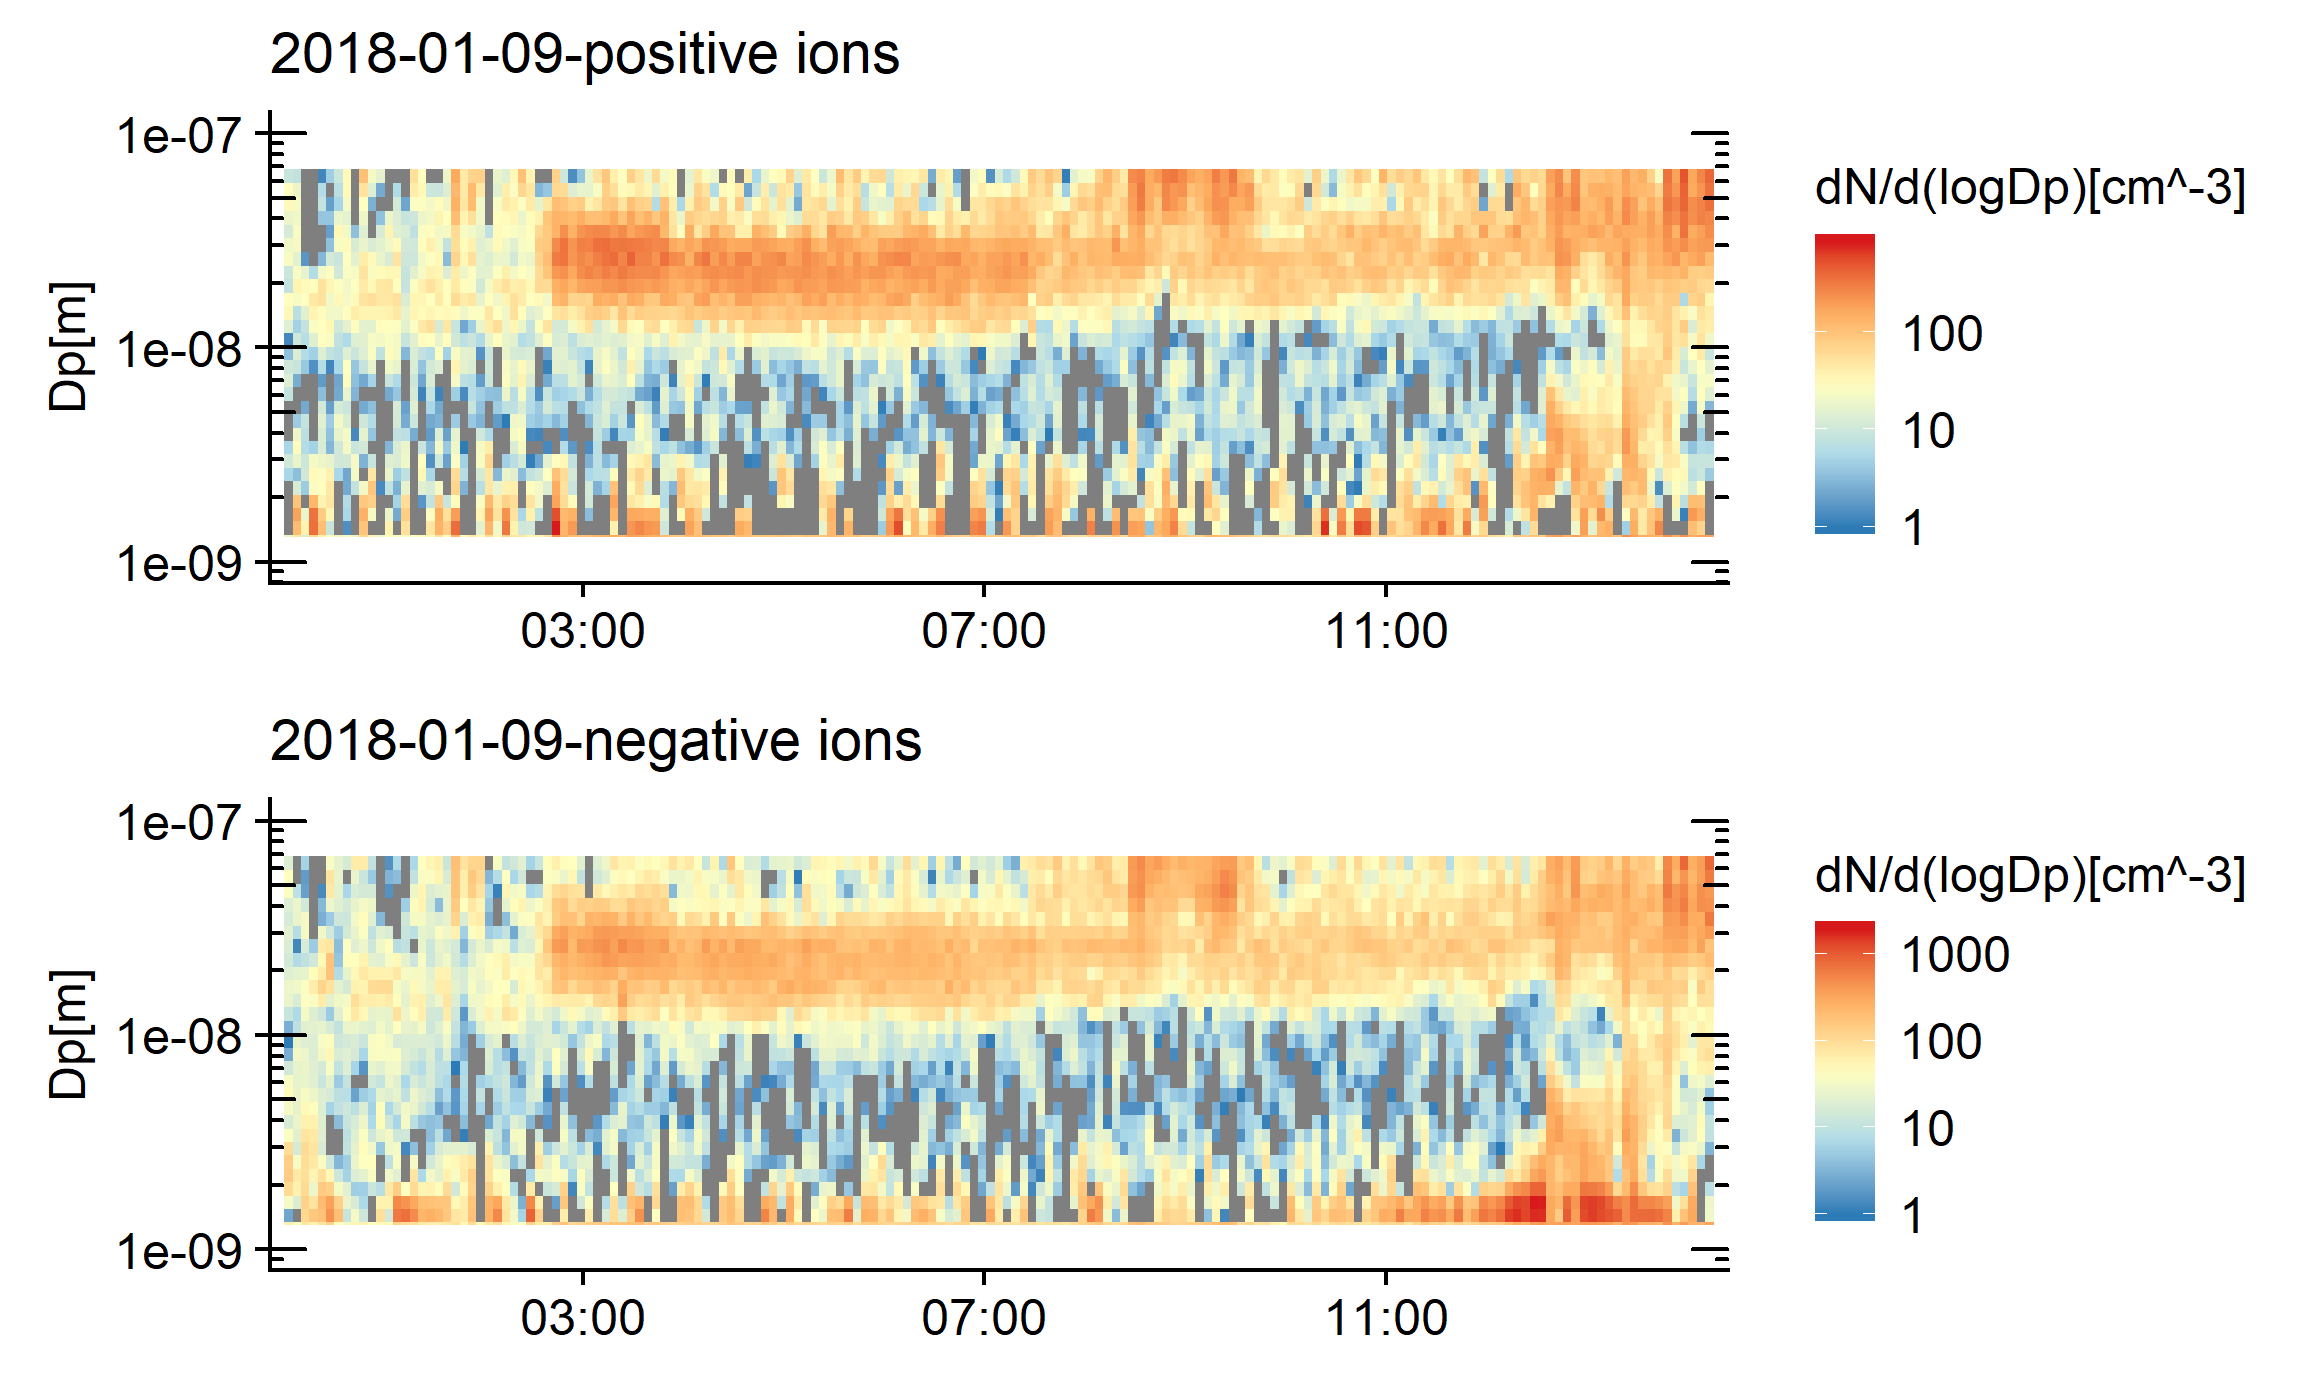 2018-01-09-positive ions
1e-07
1e-08
1e-09
Dp[m]
03:00
07:00
11:00
dN/d(logDp)[cm^-3]
100
10
1
2018-01-09-negative ions
1e-07
1e-08
1e-09
Dp[m]
03:00
07:00
11:00
dN/d(logDp)[cm^-3]
1000
100
10
1